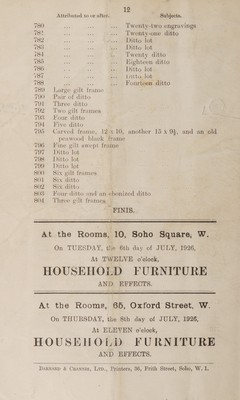 12
Attributed to or after. Subjects.
780 ... ... ... Twenty-two engravings
781 ... ... ... Twenty-one ditto
782 ... ... ... Ditto lot
783 ... ... ... Ditto lot
784 ... ... ... Twenty ditto
785 ... ... ... Eighteen ditto
786 ... ... ... Ditto lot
787 ... ... ... Ditto lot
788 ... ... ... Fourteen ditto
789 Large gilt frame
790 Pair of ditto
791 Three ditto
792 Two gilt frames
793 Four ditto
794 Five ditto
795 Carved frame, 12 x 10, another 15 x 9½, and an old
pearwood block frame
796 Fine gilt except frame
797 Ditto lot
798 Ditto lot
799 Ditto lot
800 Six gilt frames
801 Six ditto
802 Six ditto
803 Four ditto and an ebonized ditto
804 Three gilt frames
FINIS.
At the Rooms, 10, Soho Square, W.
On TUESDAY, the 6th day of JULY, 1926,
At TWELVE o'clock,
HOUSEHOLD FURNITURE
AND EFFECTS.
At the Rooms, 65, Oxford Street, W.
On THURSDAY, the 8th day of JULY, 1926,
At ELEVEN o'clock,
HOUSEHOLD FURNITURE
AND EFFECTS.
Barnard & Crannis, Ltd., Printers, 36, Frith Street, Soho, W. 1.